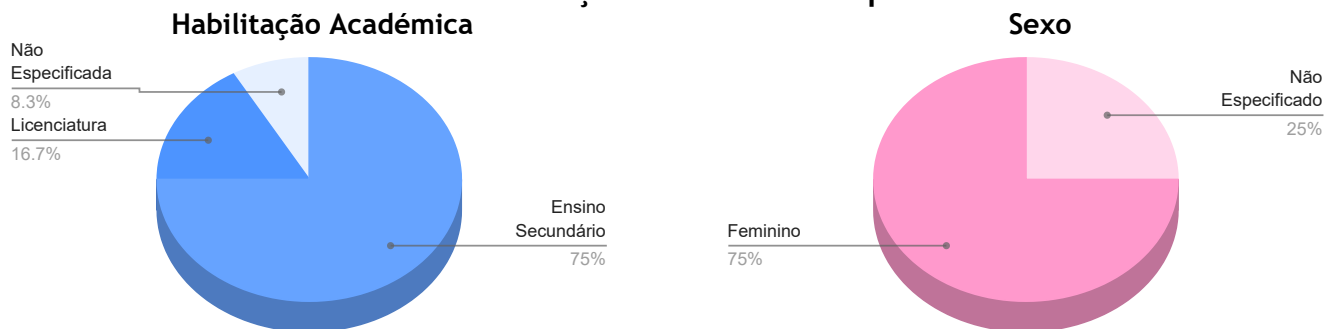 Habilitação Académica
Não
Especificada
8.3%
Licenciatura
16.7%
Ensino
Secundário
75%
Sexo
Não
Especificado
25%
Feminino
75%